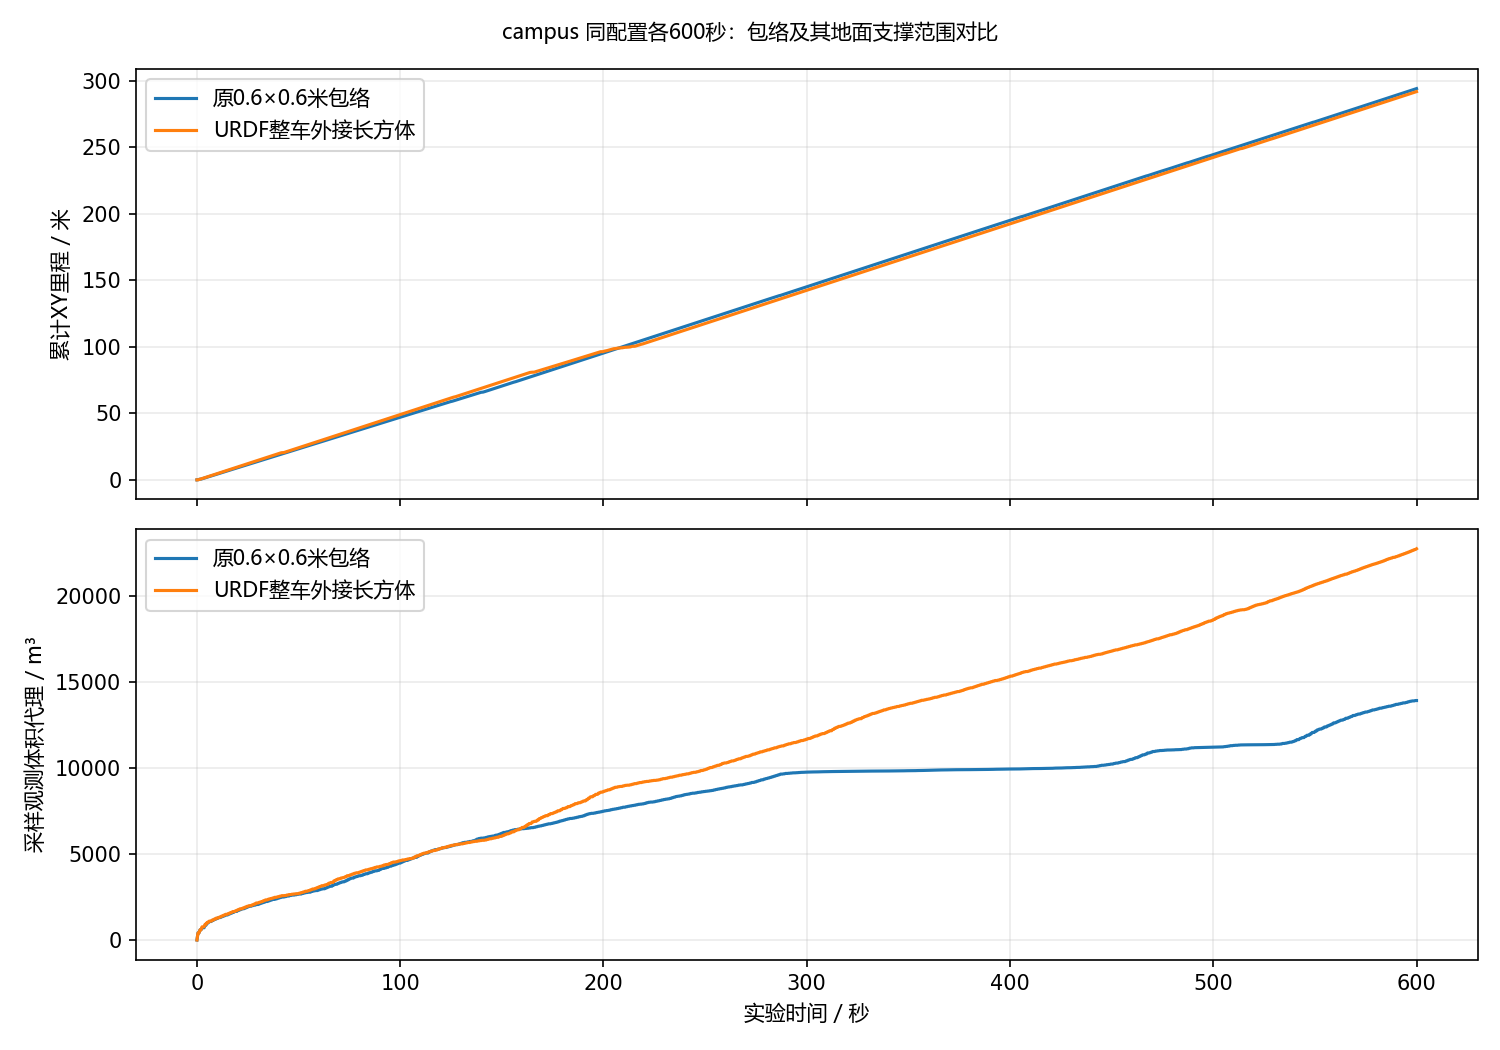 campus 同配置各600秒：包络及其地面支撑范围对比
300
250
200
150
100
50
0
累计XY里程 / 米
原0.6×0.6米包络
URDF整车外接长方体
20000
15000
10000
5000
0
采样观测体积代理 / m³
原0.6×0.6米包络
URDF整车外接长方体
0 100 200 300 400 500 600
实验时间 / 秒